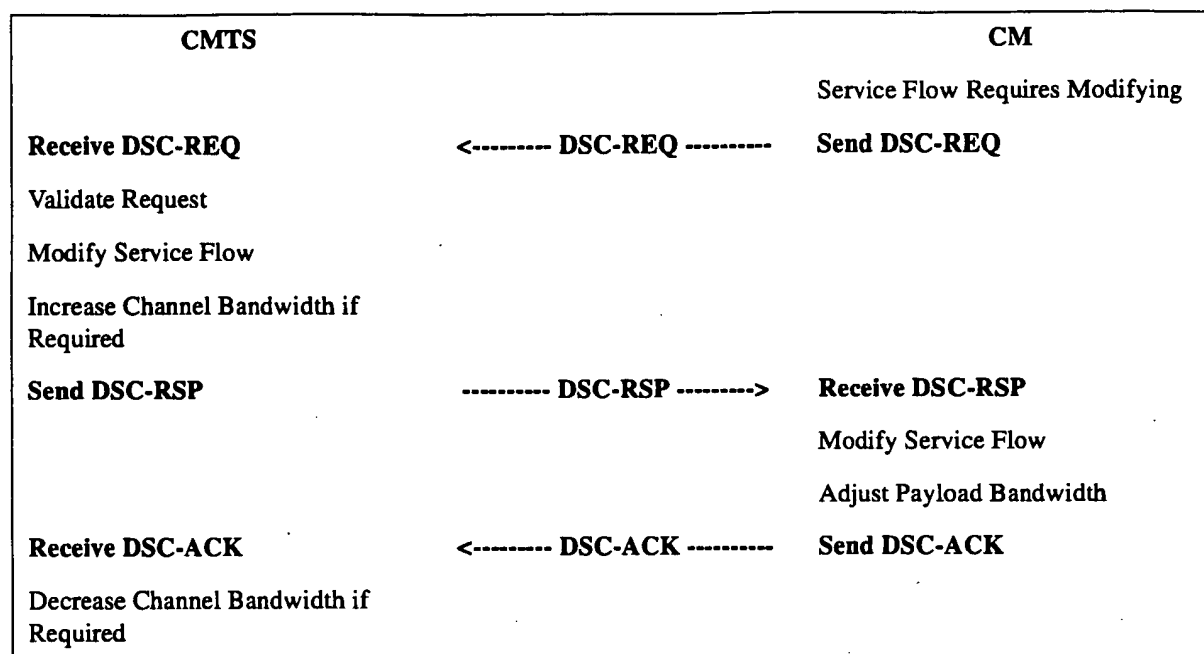 CMTS CM
Service Flow Requires Modifying
Receive DSC-REQ <--------- DSC-REQ ---------- Send DSC-REQ
Validate Request
Modify Service Flow
Increase Channel Bandwidth if
Required
Send DSC-RSP ---------- DSC-RSP ---------> Receive DSC-RSP
Modify Service Flow
Adjust Payload Bandwidth
Receive DSC-ACK <--------- DSC-ACK ---------- Send DSC-ACK
Decrease Channel Bandwidth if
Required